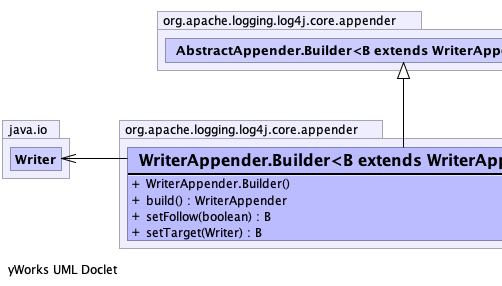 org.apache.logging.log4j.core.appender
AbstractAppender.Builder<B extends WriterAppen
java.io
Writer
org.apache.logging.log4j.core.appender
WriterAppender.Builder<B extends WriterApp
+ WriterAppender.Builder()
+ build() : WriterAppender
+ setFollow(boolean) : B
+ setTarget(Writer) : B
yWorks UML Doclet